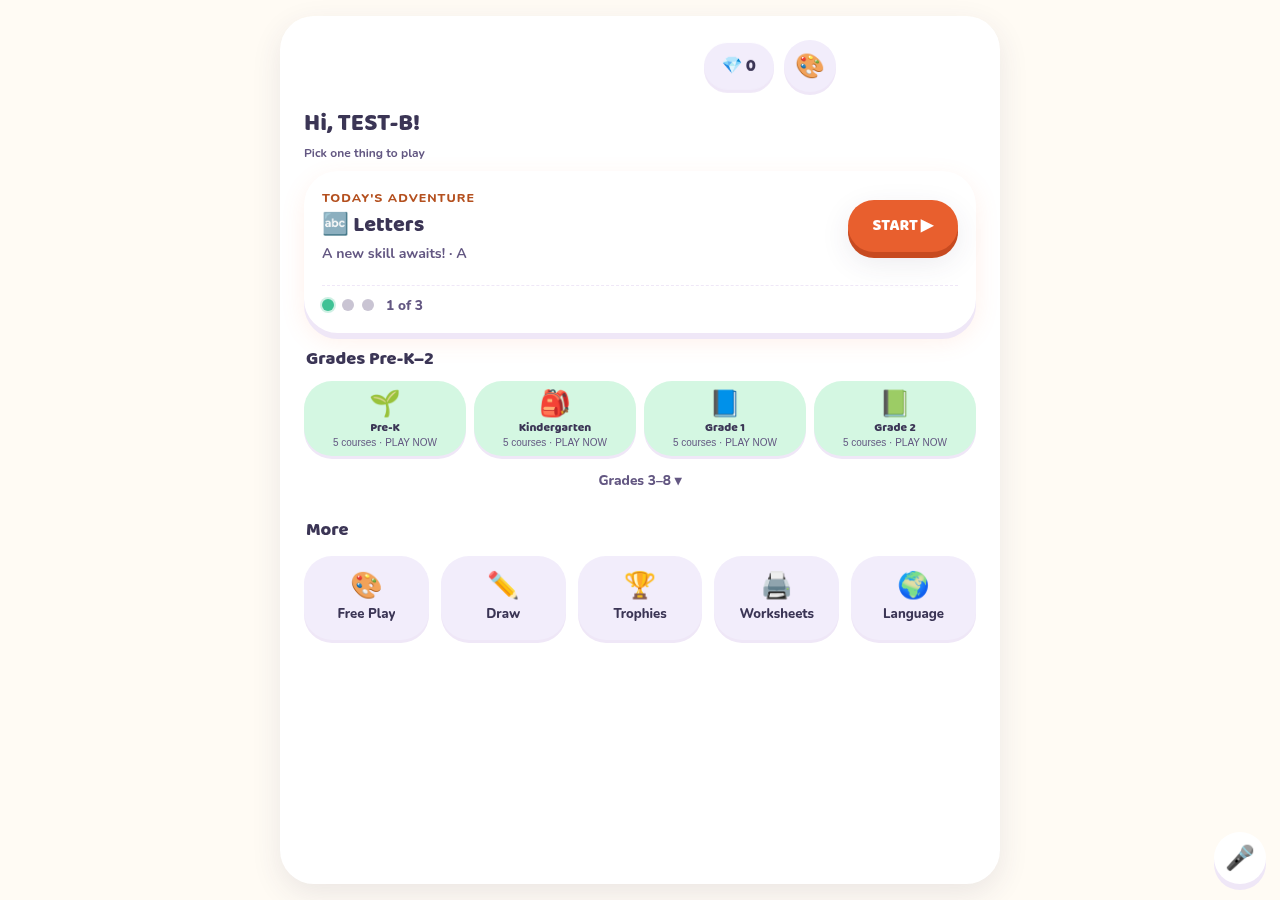 💎 0
Hi, TEST-B!
Pick one thing to play
TODAY'S ADVENTURE
🔤 Letters
START ▶
A new skill awaits! · A
1 of 3
Grades Pre-K–2
Pre-K
5 courses · PLAY NOW
Kindergarten
5 courses · PLAY NOW
Grade 1
5 courses · PLAY NOW
Grade 2
5 courses · PLAY NOW
Grades 3–8 ▾
More
Free Play
Draw
Trophies
Worksheets
Language